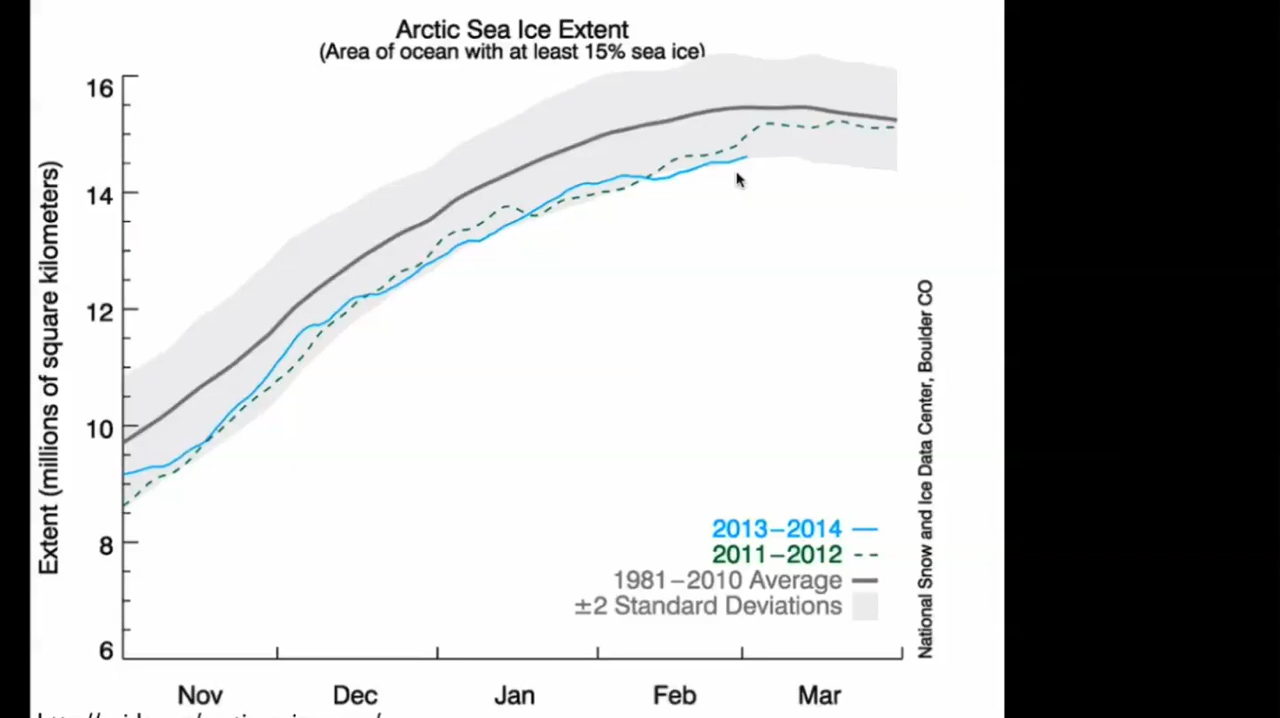 Arctic Sea Ice Extent
(Area of ocean with at least 15% sea ice)
16
14
12
10
8
6
Extent (millions of square kilometers)
Nov
Dec
Jan
Feb
Mar
2013–2014
2011–2012
1981–2010 Average
±2 Standard Deviations
National Snow and Ice Data Center, Boulder CO